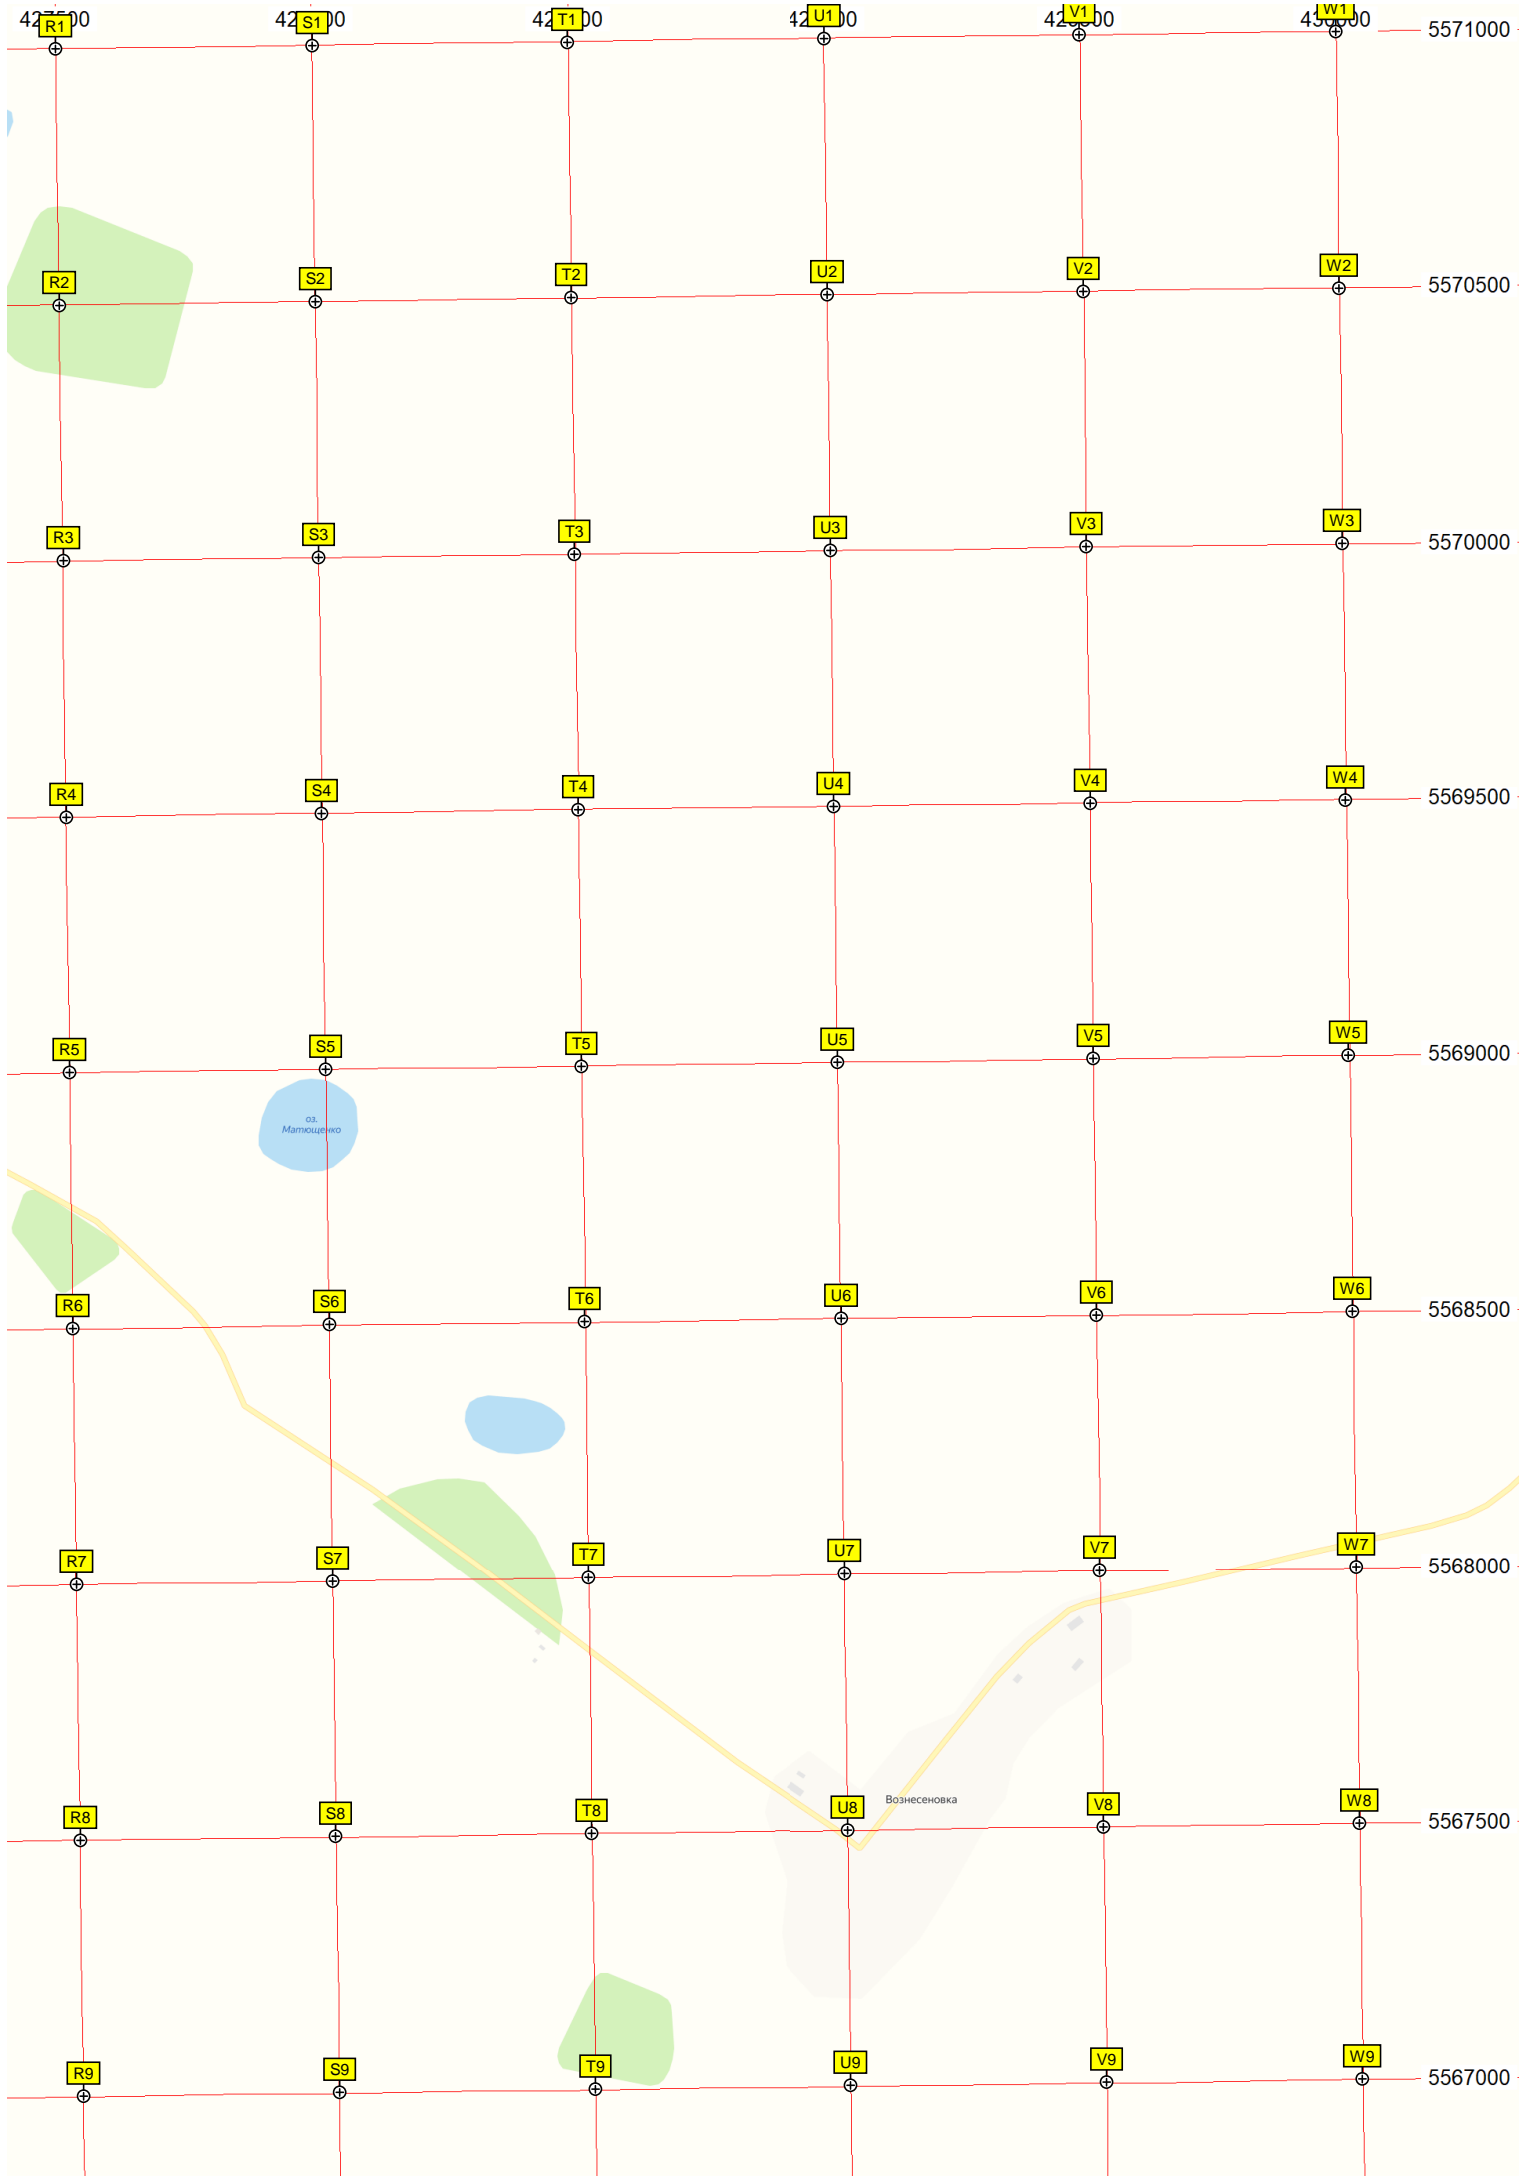 R1 S1 T1 U1 V1 W1
5571000
R2 S2 T2 U2 V2 W2
5570500
R3 S3 T3 U3 V3 W3
5570000
R4 S4 T4 U4 V4 W4
5569500
R5 S5 T5 U5 V5 W5
5569000
оз.
Матющенко
R6 S6 T6 U6 V6 W6
5568500
R7 S7 T7 U7 V7 W7
5568000
Вознесеновка
R8 S8 T8 U8 V8 W8
5567500
R9 S9 T9 U9 V9 W9
5567000